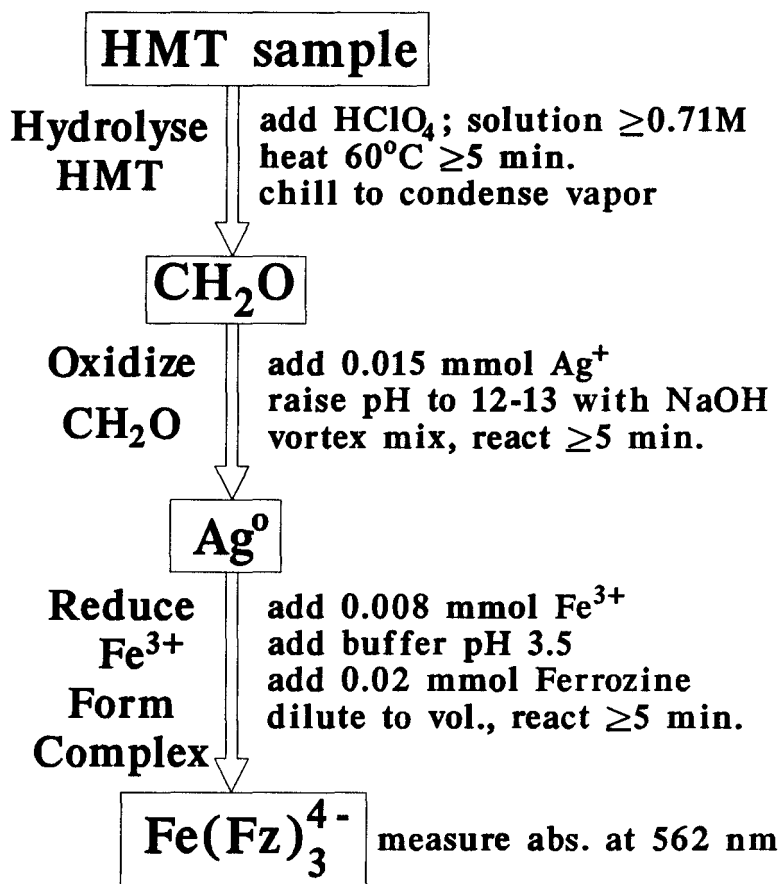 HMT sample
Hydrolyse
HMT
add HClO₄; solution ≥0.71M
heat 60°C ≥5 min.
chill to condense vapor
CH₂O
Oxidize
CH₂O
add 0.015 mmol Ag⁺
raise pH to 12-13 with NaOH
vortex mix, react ≥5 min.
Ag⁰
Reduce
Fe³⁺
Form
Complex
add 0.008 mmol Fe³⁺
add buffer pH 3.5
add 0.02 mmol Ferrozine
dilute to vol., react ≥5 min.
Fe(Fz)₃⁴⁻
measure abs. at 562 nm